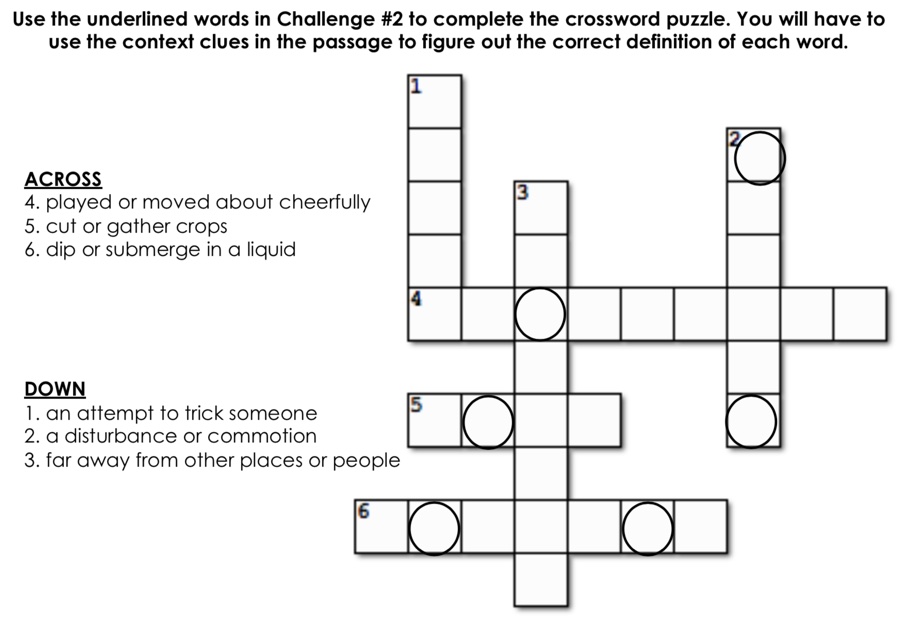 Use the underlined words in Challenge #2 to complete the crossword puzzle. You will have to
use the context clues in the passage to figure out the correct definition of each word.
1
2
ACROSS
4. played or moved about cheerfully
5. cut or gather crops
6. dip or submerge in a liquid
3
4
DOWN
1. an attempt to trick someone
2. a disturbance or commotion
3. far away from other places or people
5
6